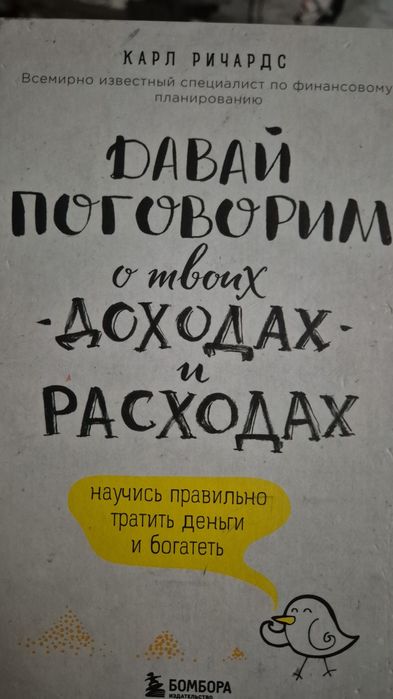 КАРЛ РИЧАРДС
Всемирно известный специалист по финансовому
планированию
ДАВАЙ
ПОГОВОРИМ
о твоих
-ДОХОДАХ-
и
РАСХОДАХ
научись правильно
тратить деньги
и богатеть
БОМБОРА
ИЗДАТЕЛЬСТВО